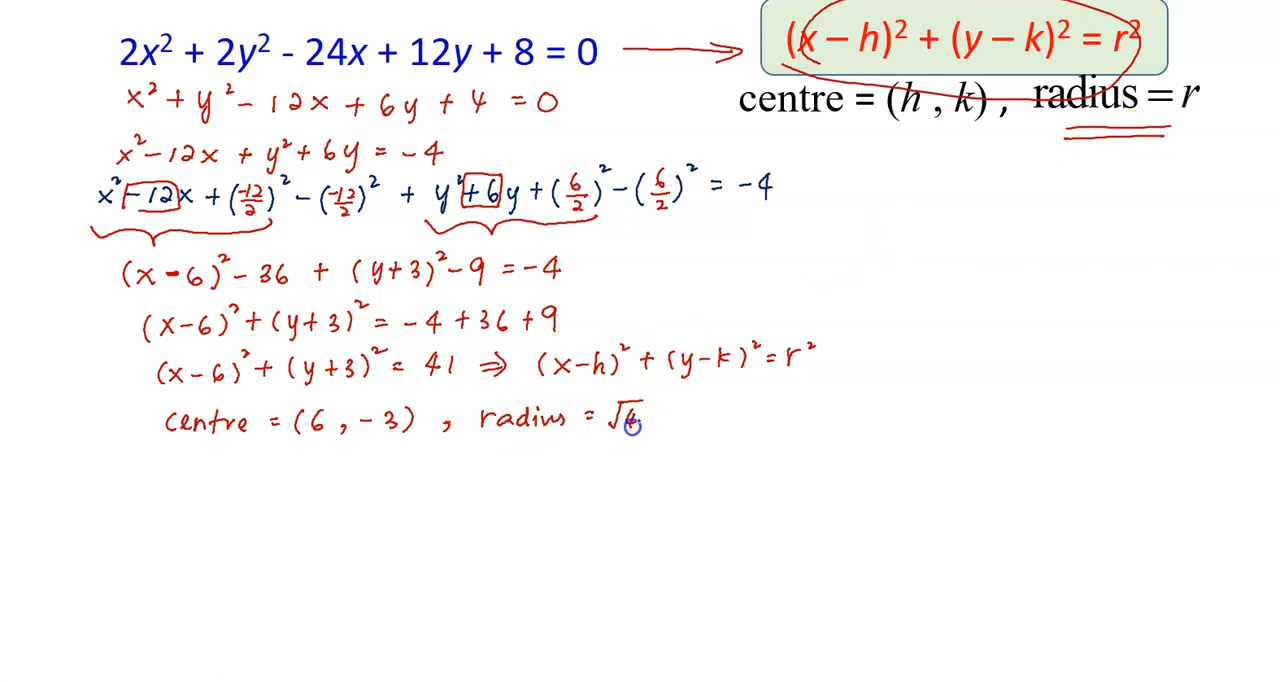 2x² + 2y² - 24x + 12y + 8 = 0
(x – h)² + (y – k)² = r²
centre = (h , k) , radius = r
x² + y² - 12x + 6y + 4 = 0
x² - 12x + y² + 6y = -4
x² - 12x + (-12/2)² - (-12/2)² + y² + 6y + (6/2)² - (6/2)² = -4
(x - 6)² - 36 + (y + 3)² - 9 = -4
(x - 6)² + (y + 3)² = -4 + 36 + 9
(x - 6)² + (y + 3)² = 41 ⇒ (x - h)² + (y - k)² = r²
centre = (6 , -3) , radius = √4